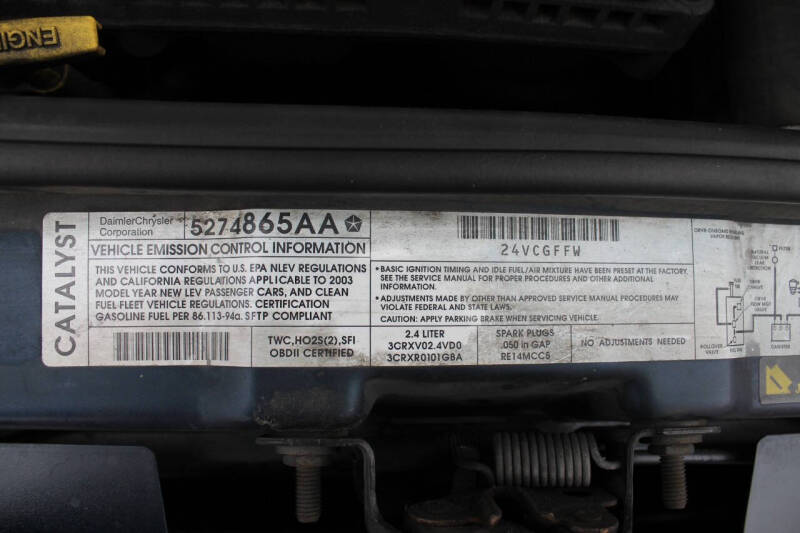 ENGIN
CATALYST
DaimlerChrysler
Corporation
5274865AA
VEHICLE EMISSION CONTROL INFORMATION
THIS VEHICLE CONFORMS TO U.S. EPA NLEV REGULATIONS
AND CALIFORNIA REGULATIONS APPLICABLE TO 2003
MODEL YEAR NEW LEV PASSENGER CARS, AND CLEAN
FUEL FLEET VEHICLE REGULATIONS. CERTIFICATION
GASOLINE FUEL PER 86.113-94a. SFTP COMPLIANT
TWC,HO2S(2),SFI
OBDII CERTIFIED
24VCGFFW
• BASIC IGNITION TIMING AND IDLE FUEL/AIR MIXTURE HAVE BEEN PRESET AT THE FACTORY.
SEE THE SERVICE MANUAL FOR PROPER PROCEDURES AND OTHER ADDITIONAL
INFORMATION.
• ADJUSTMENTS MADE BY OTHER THAN APPROVED SERVICE MANUAL PROCEDURES MAY
VIOLATE FEDERAL AND STATE LAWS.
CAUTION: APPLY PARKING BRAKE WHEN SERVICING VEHICLE.
2.4 LITER
3CRXV02.4VD0
3CRXR0101GBA
SPARK PLUGS
.050 in GAP
RE14MCC5
NO ADJUSTMENTS NEEDED
FILTER
ROLLOVER
VALVE
CANISTER